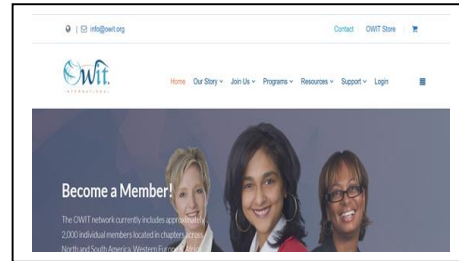 | info@owit.org Contact | OWIT Store |
Owit.
INTERNATIONAL
Home Our Story Join Us Programs Resources Support Login
Become a Member!
The OWIT network currently includes approximately
2,000 individual members located in chapters across
North and South America, Western Europe &